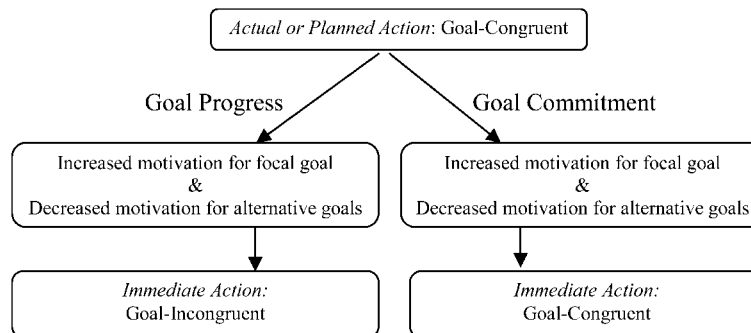 Actual or Planned Action: Goal-Congruent
Goal Progress
Goal Commitment
Increased motivation for focal goal
&
Decreased motivation for alternative goals
Increased motivation for focal goal
&
Decreased motivation for alternative goals
Immediate Action:
Goal-Incongruent
Immediate Action:
Goal-Congruent